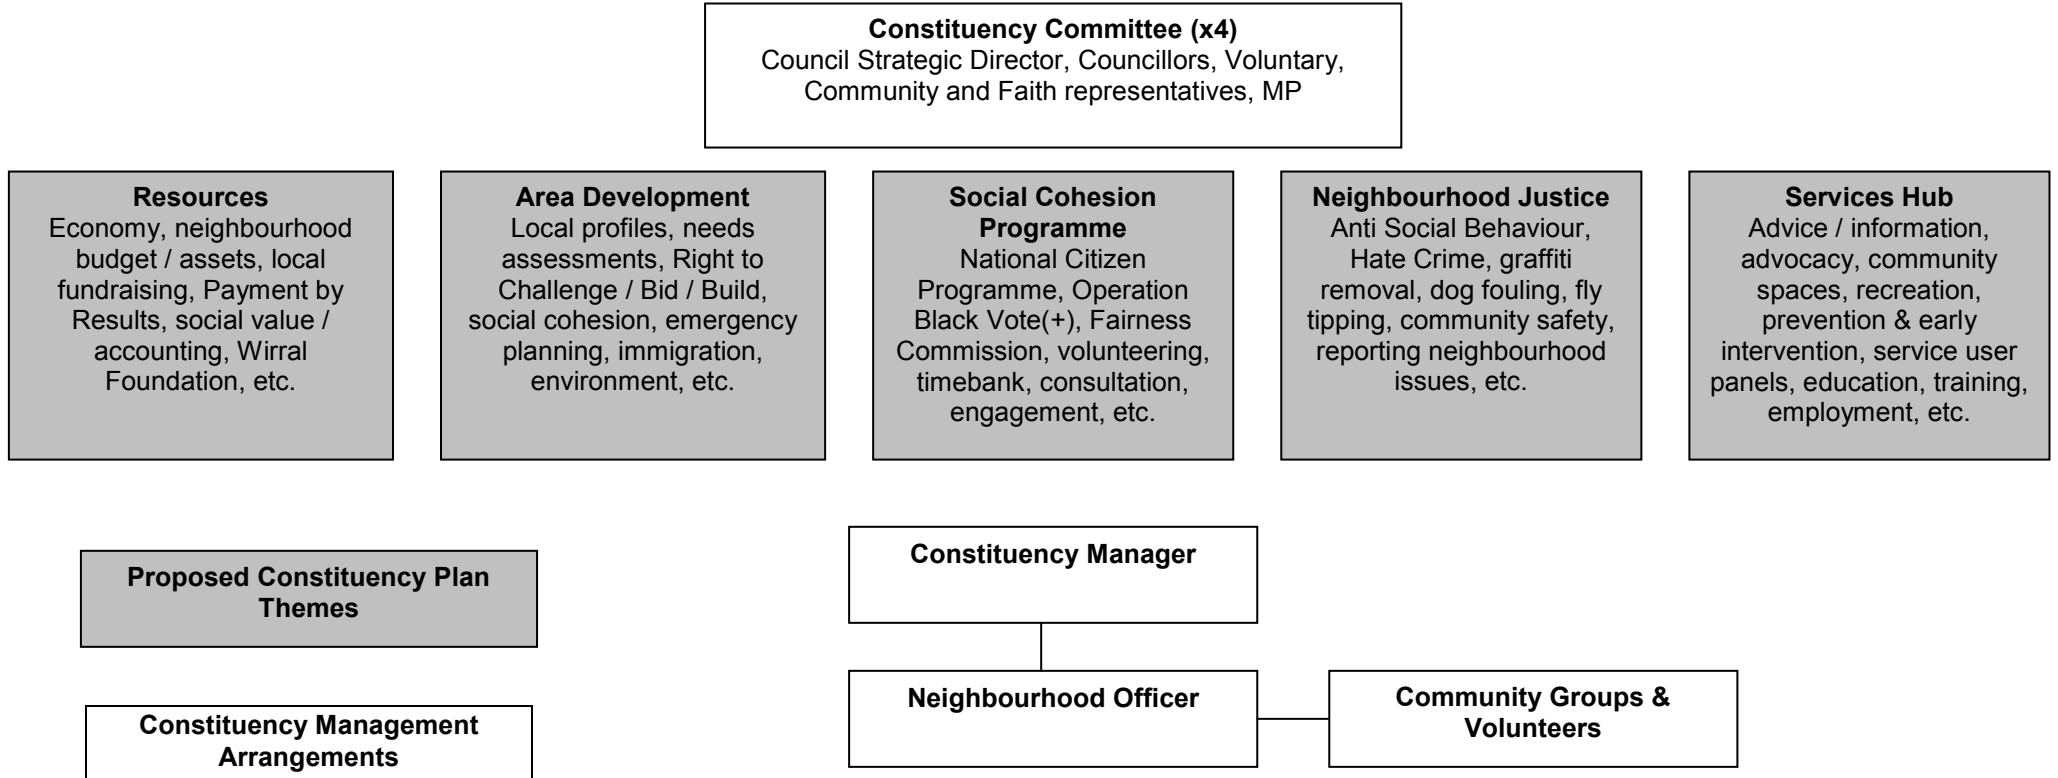 Constituency Committee (x4)
Council Strategic Director, Councillors, Voluntary,
Community and Faith representatives, MP
Resources
Economy, neighbourhood
budget / assets, local
fundraising, Payment by
Results, social value /
accounting, Wirral
Foundation, etc.
Area Development
Local profiles, needs
assessments, Right to
Challenge / Bid / Build,
social cohesion, emergency
planning, immigration,
environment, etc.
Social Cohesion
Programme
National Citizen
Programme, Operation
Black Vote(+), Fairness
Commission, volunteering,
timebank, consultation,
engagement, etc.
Neighbourhood Justice
Anti Social Behaviour,
Hate Crime, graffiti
removal, dog fouling, fly
tipping, community safety,
reporting neighbourhood
issues, etc.
Services Hub
Advice / information,
advocacy, community
spaces, recreation,
prevention & early
intervention, service user
panels, education, training,
employment, etc.
Proposed Constituency Plan
Themes
Constituency Management
Arrangements
Constituency Manager
Neighbourhood Officer
Community Groups &
Volunteers